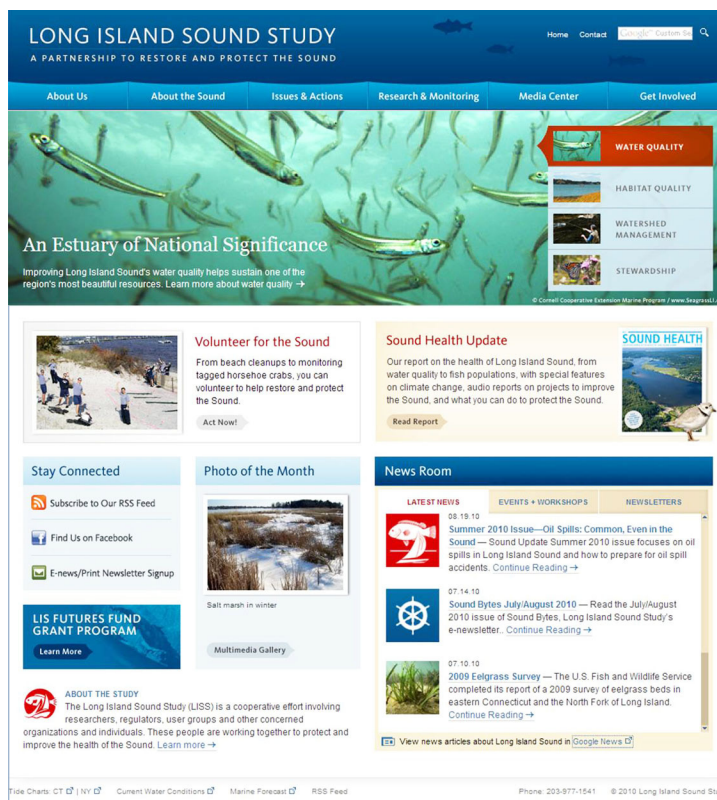 LONG ISLAND SOUND STUDY
A PARTNERSHIP TO RESTORE AND PROTECT THE SOUND
Home Contact
Google™ Custom Se
About Us About the Sound Issues & Actions Research & Monitoring Media Center Get Involved
WATER QUALITY
HABITAT QUALITY
WATERSHED
MANAGEMENT
STEWARDSHIP
An Estuary of National Significance
Improving Long Island Sound's water quality helps sustain one of the
region's most beautiful resources. Learn more about water quality →
© Cornell Cooperative Extension Marine Program / www.SeagrassLI.
Volunteer for the Sound
From beach cleanups to monitoring
tagged horsehoe crabs, you can
volunteer to help restore and protect
the Sound.
Act Now!
Sound Health Update
Our report on the health of Long Island Sound, from
water quality to fish populations, with special features
on climate change, audio reports on projects to improve
the Sound, and what you can do to protect the Sound.
Read Report
SOUND HEALTH
Stay Connected
Subscribe to Our RSS Feed
Find Us on Facebook
E-news/Print Newsletter Signup
LIS FUTURES FUND
GRANT PROGRAM
Learn More
Photo of the Month
Salt marsh in winter
Multimedia Gallery
News Room
LATEST NEWS EVENTS + WORKSHOPS NEWSLETTERS
08.19.10
Summer 2010 Issue—Oil Spills: Common, Even in the
Sound — Sound Update Summer 2010 issue focuses on oil
spills in Long Island Sound and how to prepare for oil spill
accidents. Continue Reading →
07.14.10
Sound Bytes July/August 2010 — Read the July/August
2010 issue of Sound Bytes, Long Island Sound Study's
e-newsletter.. Continue Reading →
07.10.10
2009 Eelgrass Survey — The U.S. Fish and Wildlife Service
completed its report of a 2009 survey of eelgrass beds in
eastern Connecticut and the North Fork of Long Island.
Continue Reading →
View news articles about Long Island Sound in Google News
ABOUT THE STUDY
The Long Island Sound Study (LISS) is a cooperative effort involving
researchers, regulators, user groups and other concerned
organizations and individuals. These people are working together to protect and
improve the health of the Sound. Learn more →
Tide Charts: CT | NY Current Water Conditions Marine Forecast RSS Feed
Phone: 203-977-1541 © 2010 Long Island Sound St